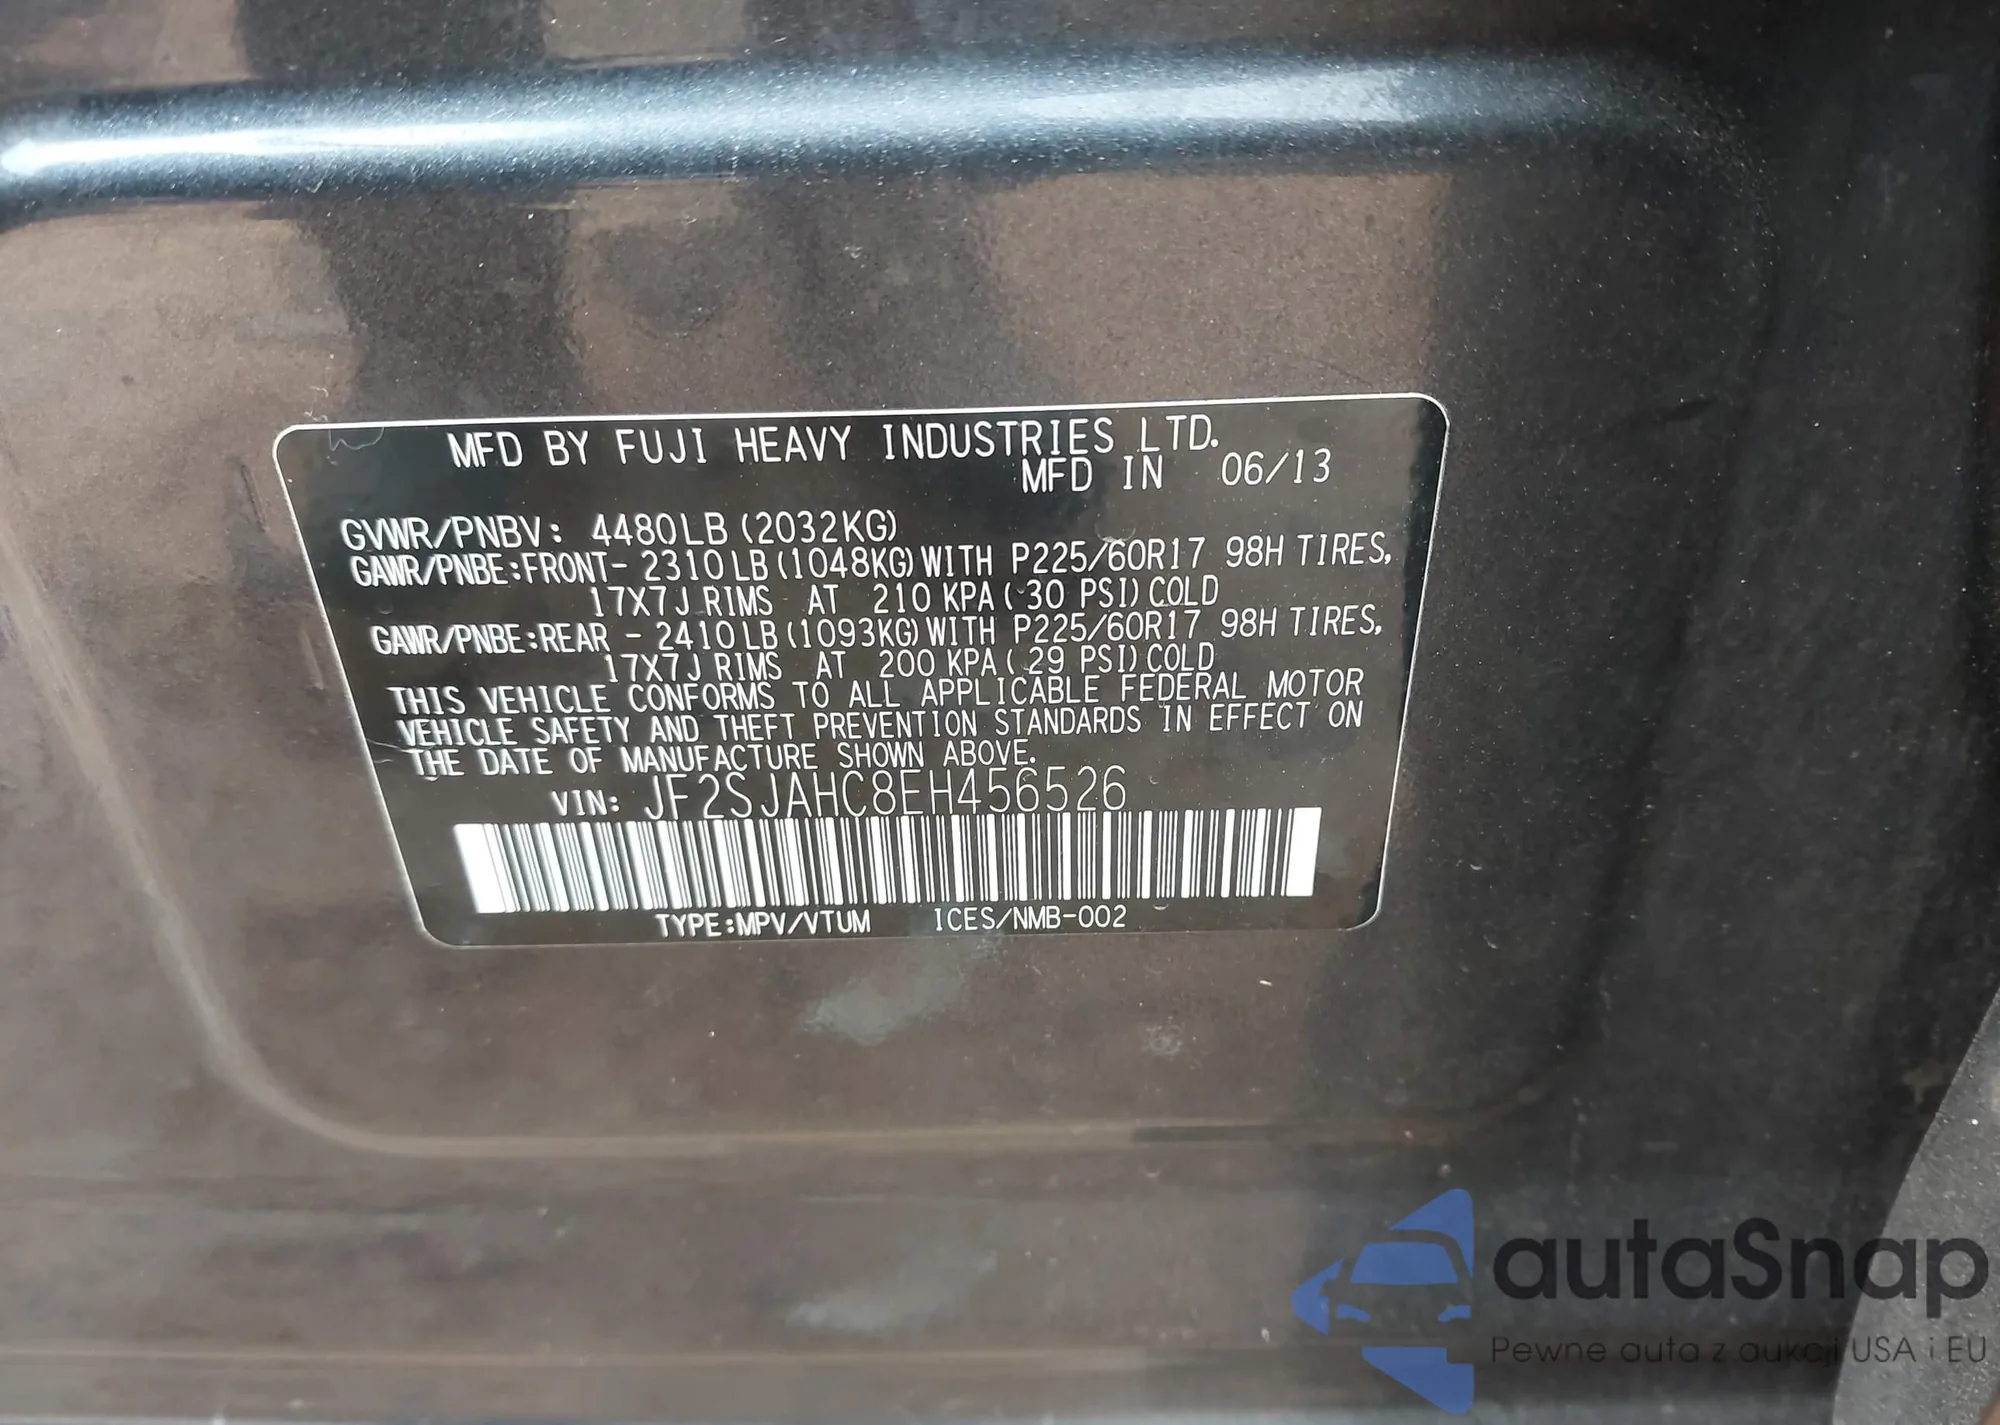 MFD BY FUJI HEAVY INDUSTRIES LTD.
MFD IN 06/13
GVWR/PNBV: 4480LB (2032KG)
GAWR/PNBE:FRONT- 2310LB (1048KG) WITH P225/60R17 98H TIRES,
17X7J RIMS AT 210 KPA ( 30 PSI) COLD
GAWR/PNBE:REAR - 2410LB (1093KG) WITH P225/60R17 98H TIRES,
17X7J RIMS AT 200 KPA ( 29 PSI) COLD
THIS VEHICLE CONFORMS TO ALL APPLICABLE FEDERAL MOTOR
VEHICLE SAFETY AND THEFT PREVENTION STANDARDS IN EFFECT ON
THE DATE OF MANUFACTURE SHOWN ABOVE.
VIN: JF2SJAHC8EH456526
TYPE:MPV/VTUM ICES/NMB-002
autaSnap
Pewne auta z aukcji USA i EU